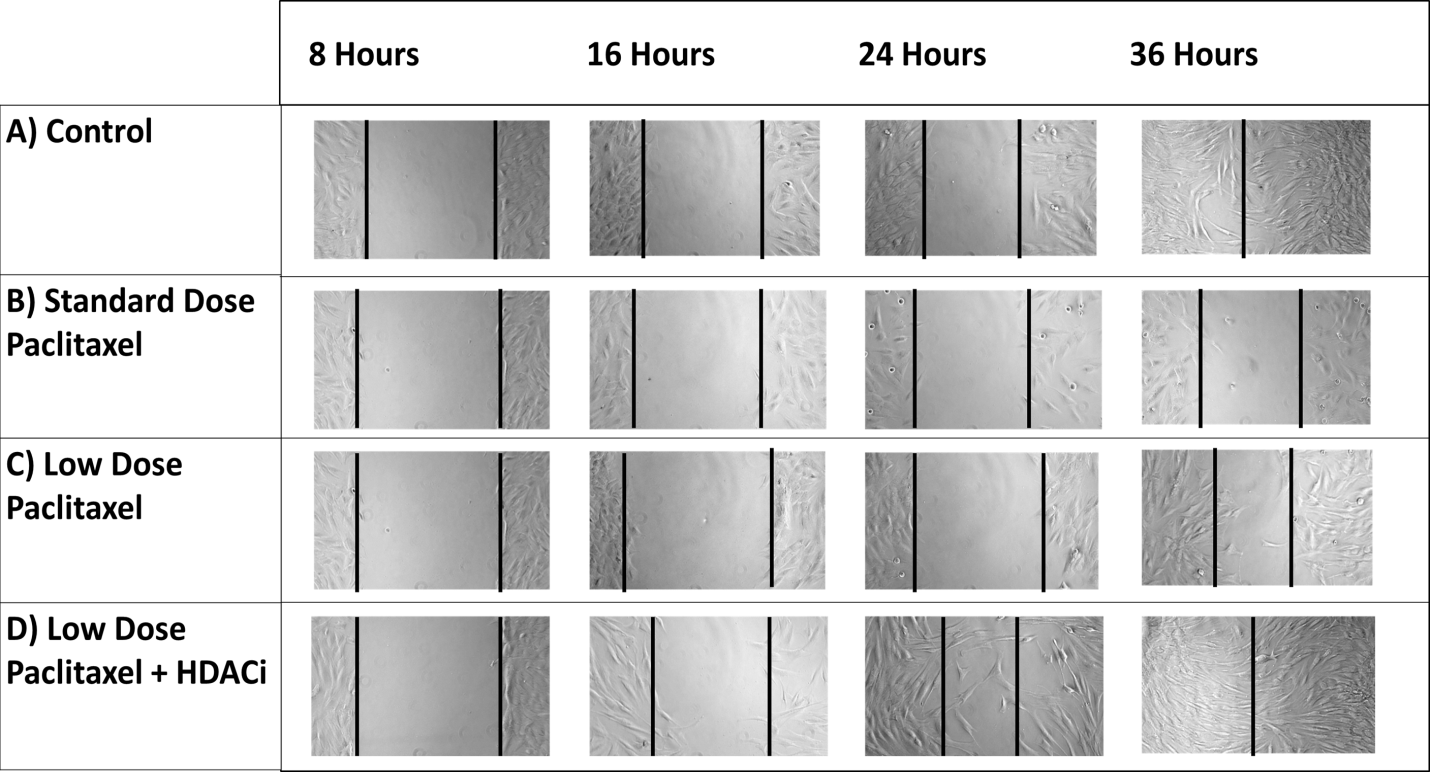 8 Hours
16 Hours
24 Hours
36 Hours
A) Control
B) Standard Dose
Paclitaxel
C) Low Dose
Paclitaxel
D) Low Dose
Paclitaxel + HDACi